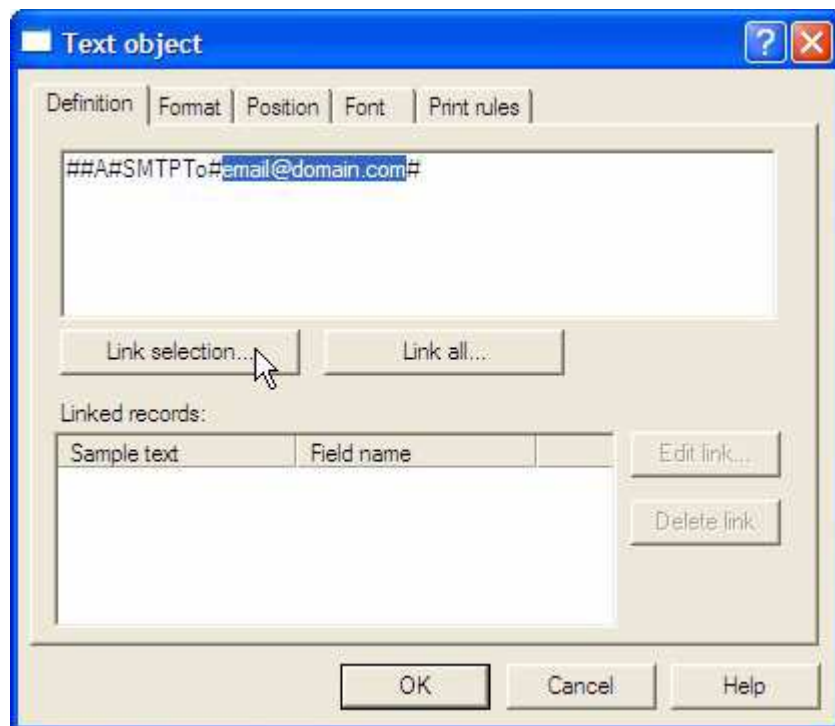 Text object
Definition Format Position Font Print rules
##A#SMTPTo#email@domain.com#
Link selection... Link all...
Linked records:
Sample text Field name
Edit link...
Delete link
OK Cancel Help